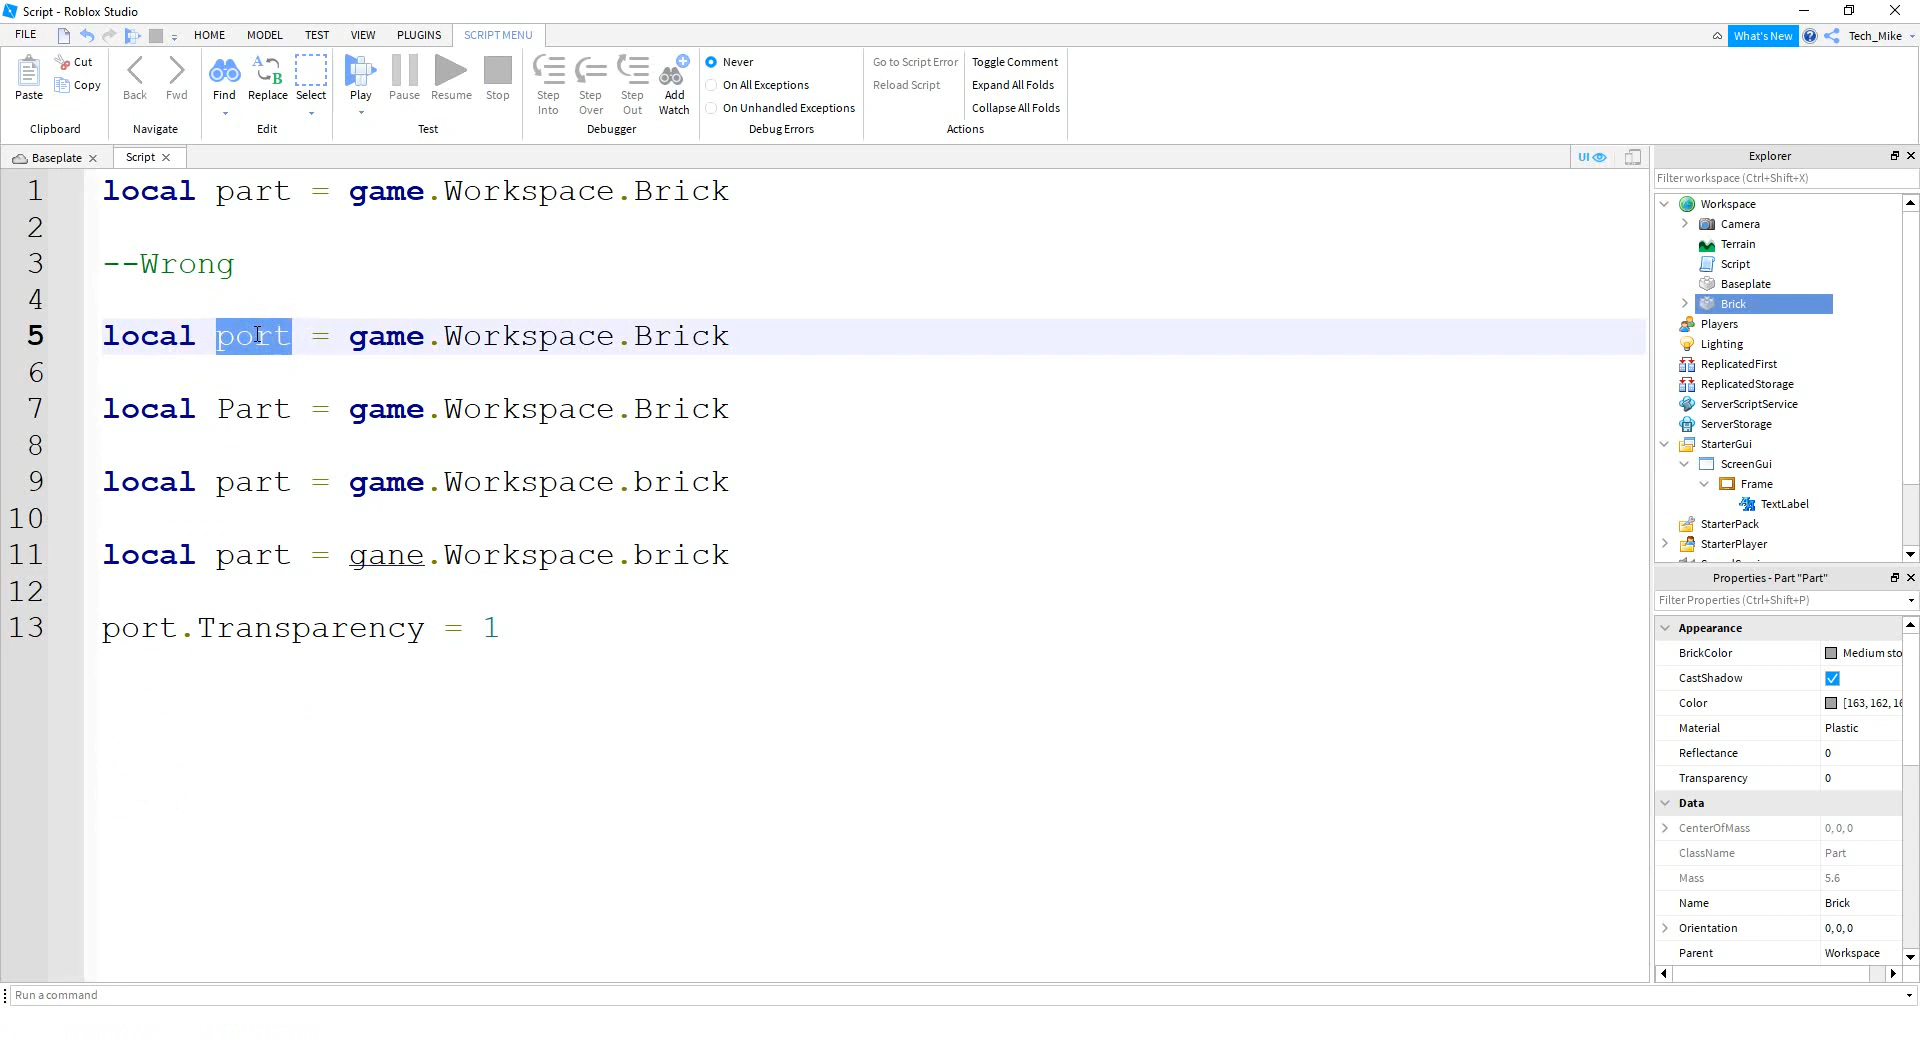 Script - Roblox Studio
FILE HOME MODEL TEST VIEW PLUGINS SCRIPT MENU What's New Tech_Mike
Paste Cut Copy Back Fwd Find Replace Select Play Pause Resume Stop Step Into Step Over Step Out Add Watch
Never
On All Exceptions
On Unhandled Exceptions
Go to Script Error
Reload Script
Toggle Comment
Expand All Folds
Collapse All Folds
Clipboard Navigate Edit Test Debugger Debug Errors Actions
Baseplate Script UI
1 local part = game.Workspace.Brick
2
3 --Wrong
4
5 local port = game.Workspace.Brick
6
7 local Part = game.Workspace.Brick
8
9 local part = game.Workspace.brick
10
11 local part = gane.Workspace.brick
12
13 port.Transparency = 1
Explorer
Filter workspace (Ctrl+Shift+X)
Workspace
Camera
Terrain
Script
Baseplate
Brick
Players
Lighting
ReplicatedFirst
ReplicatedStorage
ServerScriptService
ServerStorage
StarterGui
ScreenGui
Frame
TextLabel
StarterPack
StarterPlayer
Properties - Part "Part"
Filter Properties (Ctrl+Shift+P)
Appearance
BrickColor Medium sto
CastShadow
Color [163, 162, 16
Material Plastic
Reflectance 0
Transparency 0
Data
CenterOfMass 0, 0, 0
ClassName Part
Mass 5.6
Name Brick
Orientation 0, 0, 0
Parent Workspace
Run a command